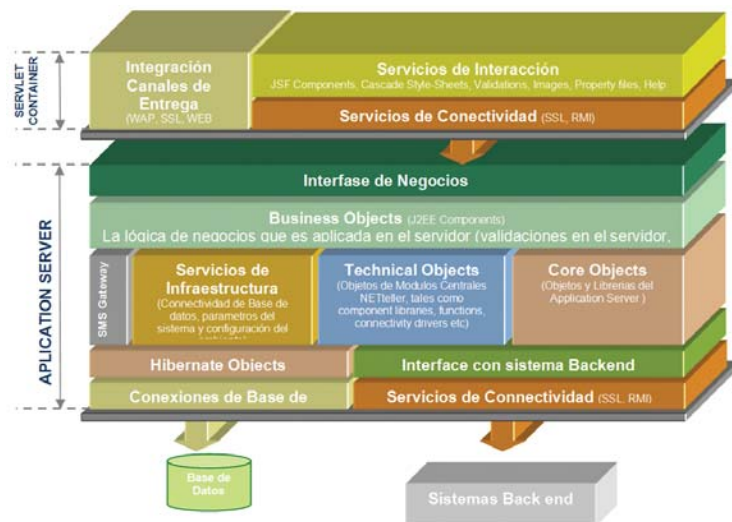 SERVLET
CONTAINER
Integración
Canales de
Entrega
(WAP, SSL, WEB
Servicios de Interacción
JSF Components, Cascade Style-Sheets, Validations, Images, Property files, Help
Servicios de Conectividad (SSL, RMI)
APLICATION SERVER
Interfase de Negocios
Business Objects (J2EE Components)
La lógica de negocios que es aplicada en el servidor (validaciones en el servidor,
SMS Gateway
Servicios de
Infraestructura
(Connectividad de Base de
datos, parametros del
sistema y configuración del
ambiente)
Technical Objects
(Objetos de Modulos Centrales
NETteller, tales como
component libraries, functions,
connectivity drivers etc)
Core Objects
(Objetos y Librerias del
Application Server )
Hibernate Objects
Interface con sistema Backend
Conexiones de Base de
Servicios de Connectividad (SSL, RMI)
Base de
Datos
Sistemas Back end